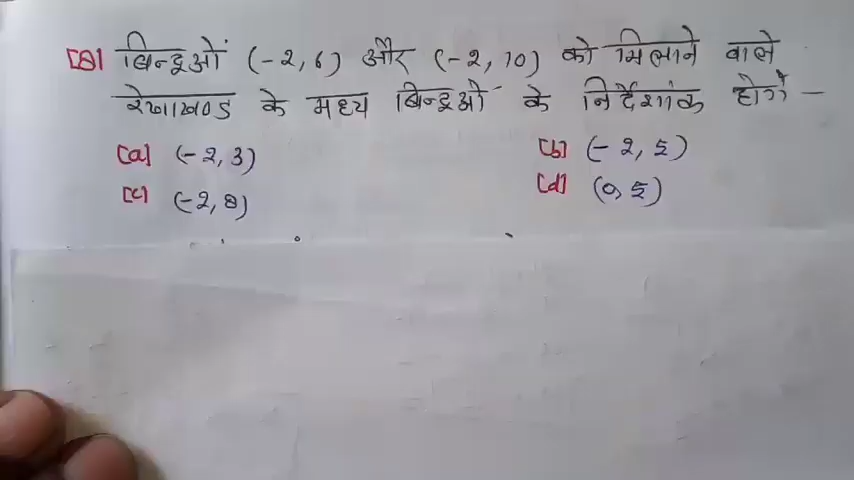 [8] बिन्दुओं (-2,6) और (-2,10) को मिलाने वाले
रेखाखण्ड के मध्य बिन्दुओ के निर्देशांक होगें —
[a] (-2,3) [b] (-2,5)
[c] (-2,8) [d] (0,5)